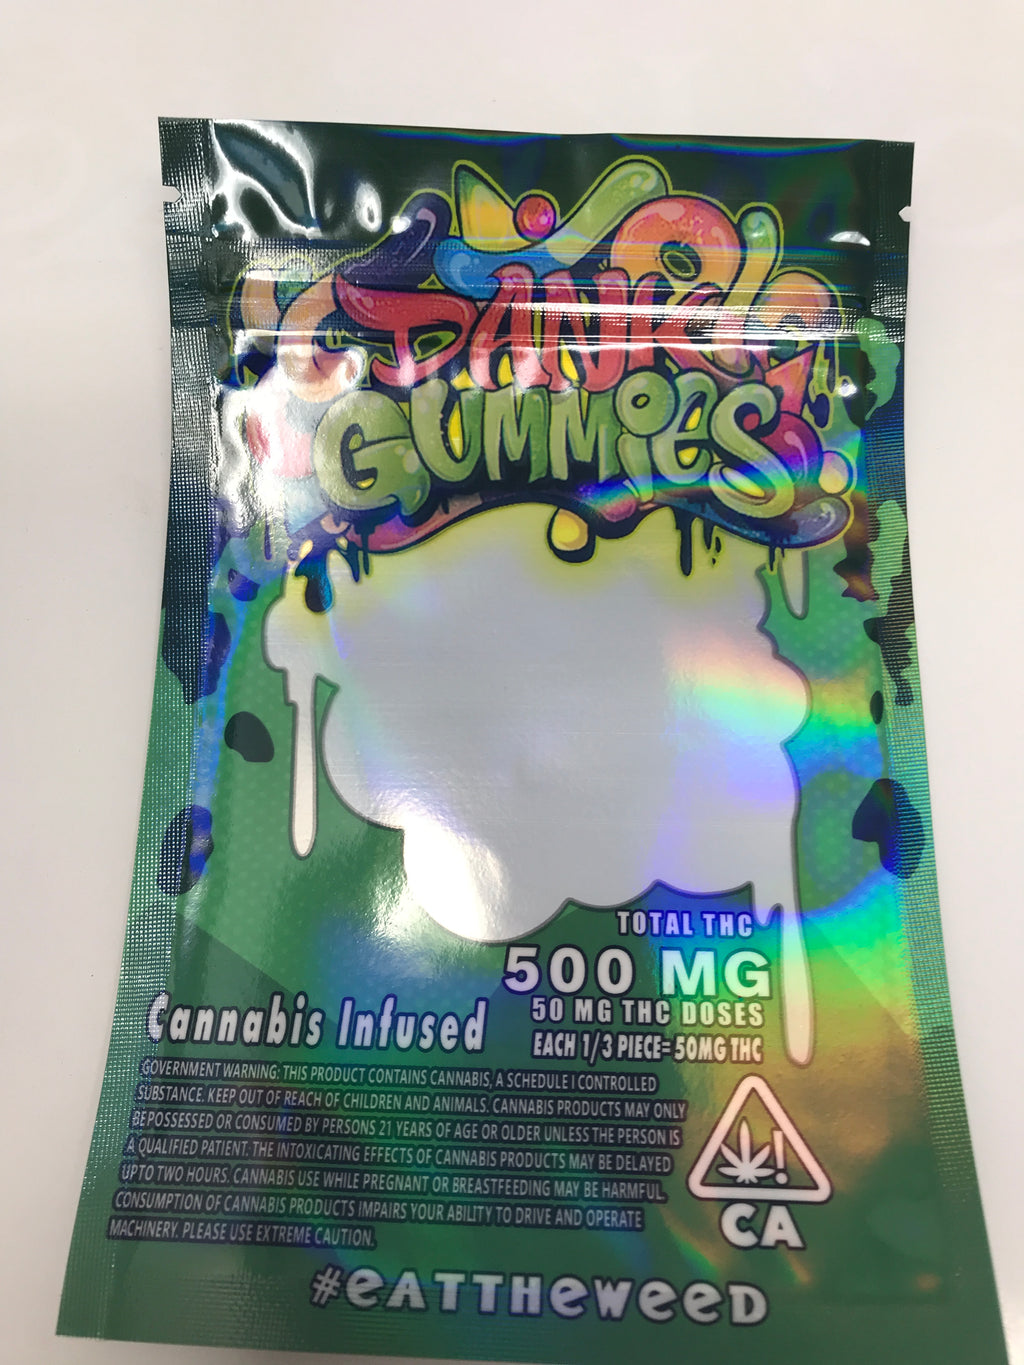 DANK
GUMMIES
TOTAL THC
500 MG
50 MG THC DOSES
EACH 1/3 PIECE= 50MG THC
Cannabis Infused
GOVERNMENT WARNING: THIS PRODUCT CONTAINS CANNABIS, A SCHEDULE I CONTROLLED
SUBSTANCE. KEEP OUT OF REACH OF CHILDREN AND ANIMALS. CANNABIS PRODUCTS MAY ONLY
BE POSSESSED OR CONSUMED BY PERSONS 21 YEARS OF AGE OR OLDER UNLESS THE PERSON IS
A QUALIFIED PATIENT. THE INTOXICATING EFFECTS OF CANNABIS PRODUCTS MAY BE DELAYED
UP TO TWO HOURS. CANNABIS USE WHILE PREGNANT OR BREASTFEEDING MAY BE HARMFUL.
CONSUMPTION OF CANNABIS PRODUCTS IMPAIRS YOUR ABILITY TO DRIVE AND OPERATE
MACHINERY. PLEASE USE EXTREME CAUTION.
!
CA
#EATTHEWEED